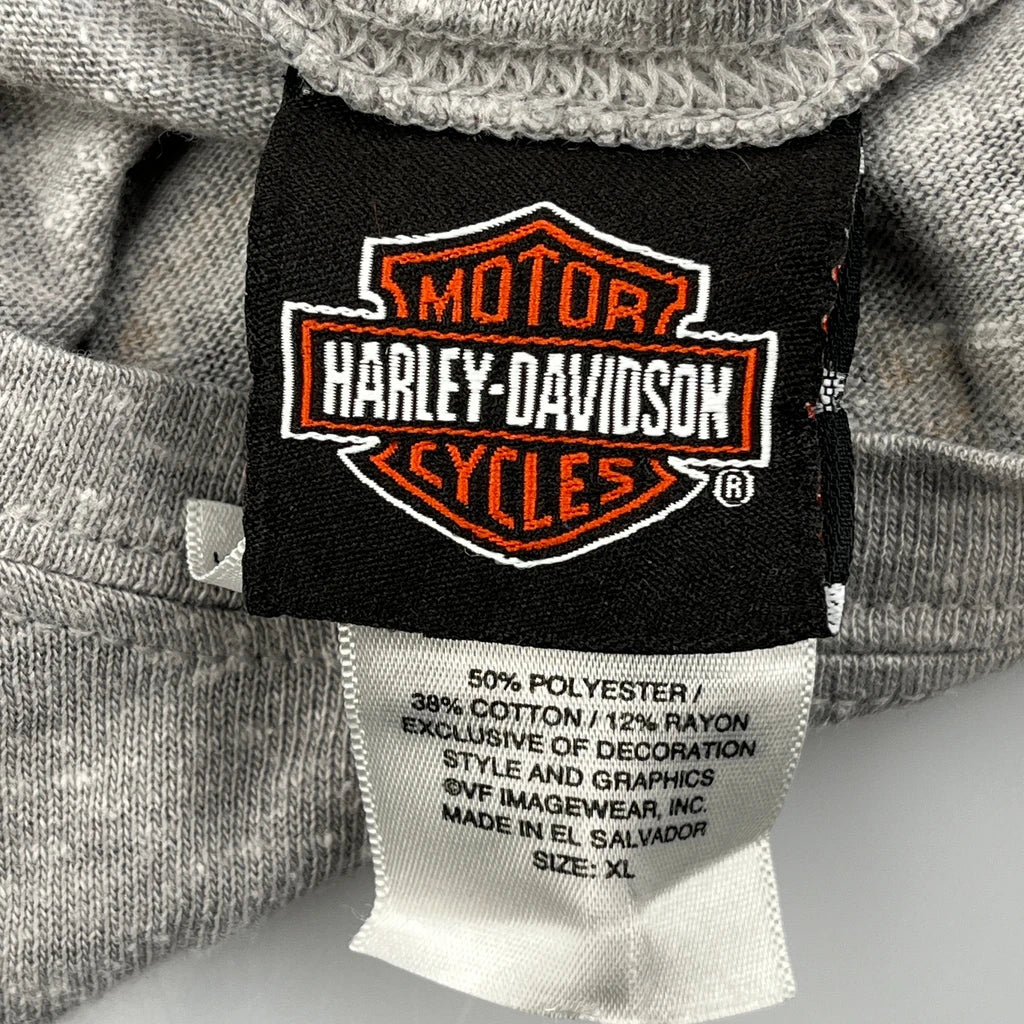 MOTOR
HARLEY-DAVIDSON
CYCLES
®
50% POLYESTER /
38% COTTON / 12% RAYON
EXCLUSIVE OF DECORATION
STYLE AND GRAPHICS
©VF IMAGEWEAR, INC.
MADE IN EL SALVADOR
SIZE: XL